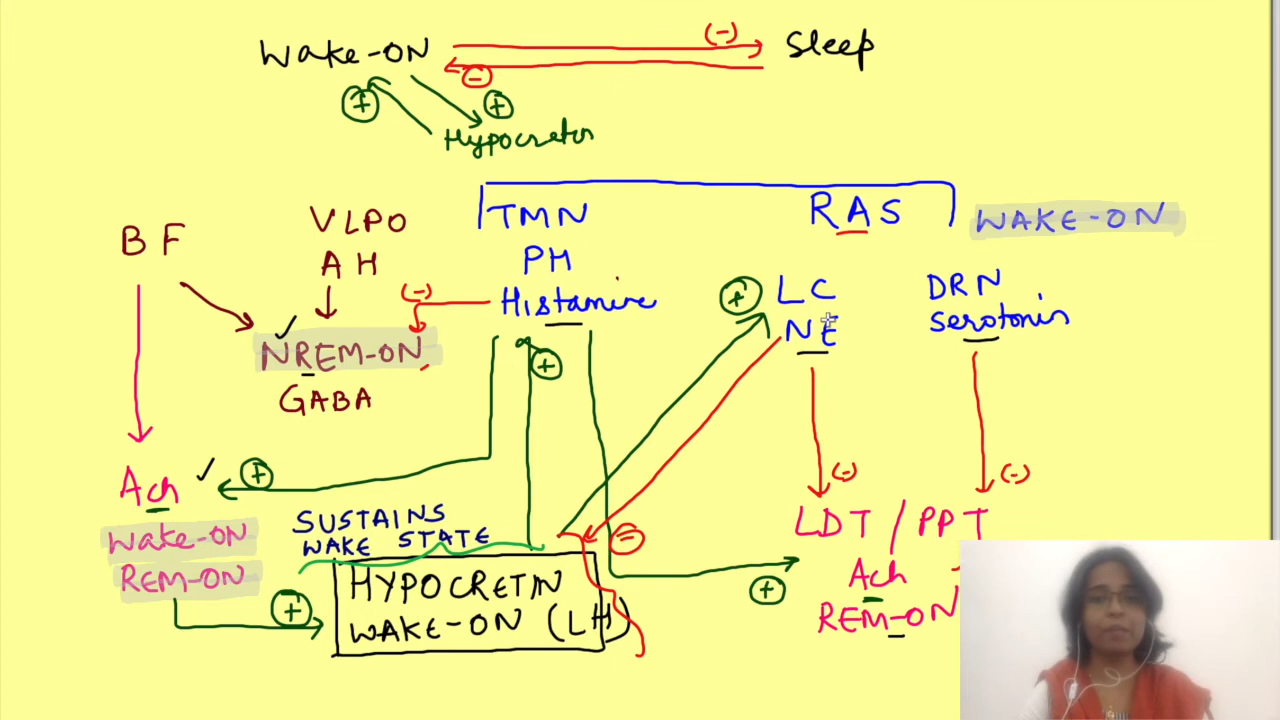 Wake-ON (-) Sleep
(-)
(+) (+)
Hypocretin
BF
VLPO
AH
(-)
NREM-ON
GABA
TMN
PH
Histamine
(+)
RAS
WAKE-ON
(+) LC
NE
DRN
Serotonin
Ach (+)
Wake-ON
REM-ON
(+)
SUSTAINS
WAKE STATE
HYPOCRETIN
WAKE-ON (LH)
(-)
(-) (-)
LDT / PPT
(+) Ach
REM-ON